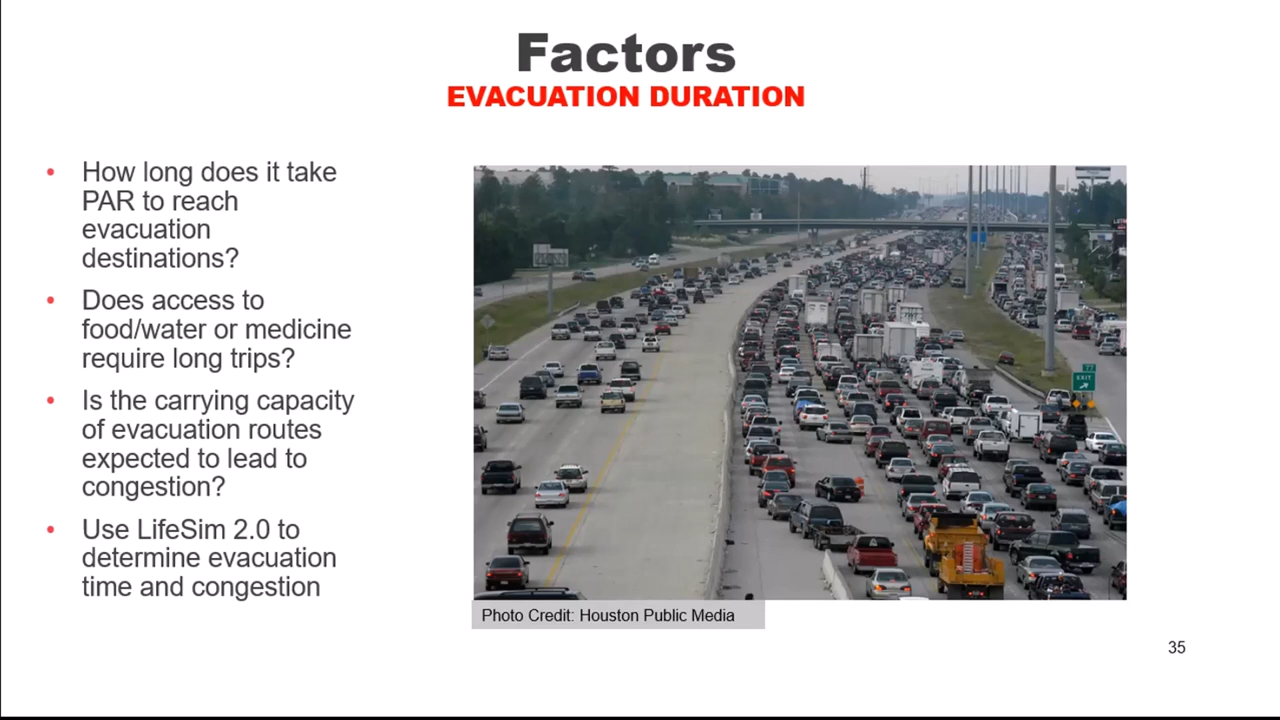 Factors
EVACUATION DURATION
• How long does it take
PAR to reach
evacuation
destinations?
• Does access to
food/water or medicine
require long trips?
• Is the carrying capacity
of evacuation routes
expected to lead to
congestion?
• Use LifeSim 2.0 to
determine evacuation
time and congestion
77
EXIT
Photo Credit: Houston Public Media
35